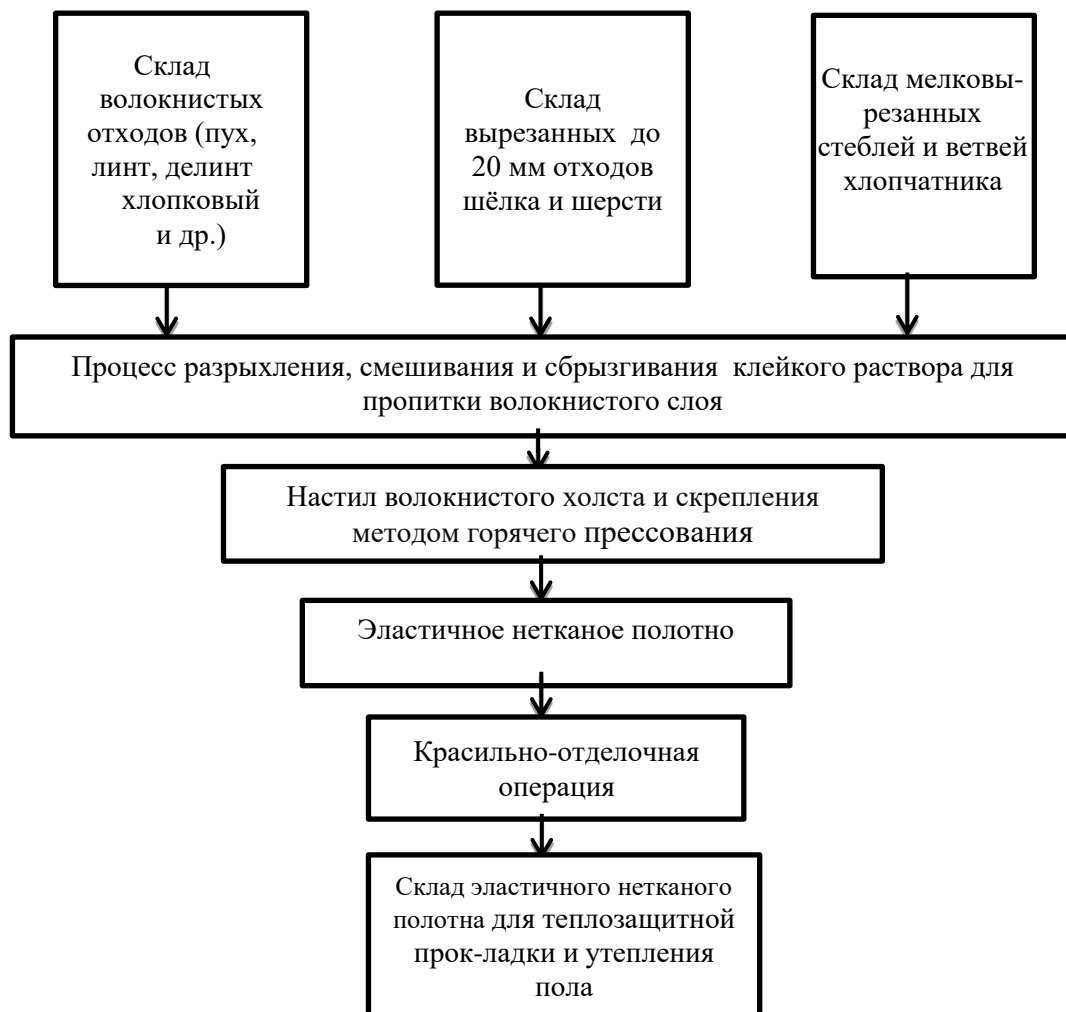 Склад
волокнистых
отходов (пух,
линт, делинт
хлопковый
и др.)
Склад
вырезанных до
20 мм отходов
шёлка и шерсти
Склад мелковы-
резанных
стеблей и ветвей
хлопчатника
Процесс разрыхления, смешивания и сбрызгивания клейкого раствора для
пропитки волокнистого слоя
Настил волокнистого холста и скрепления
методом горячего прессования
Эластичное нетканое полотно
Красильно-отделочная
операция
Склад эластичного нетканого
полотна для теплозащитной
прок-ладки и утепления
пола